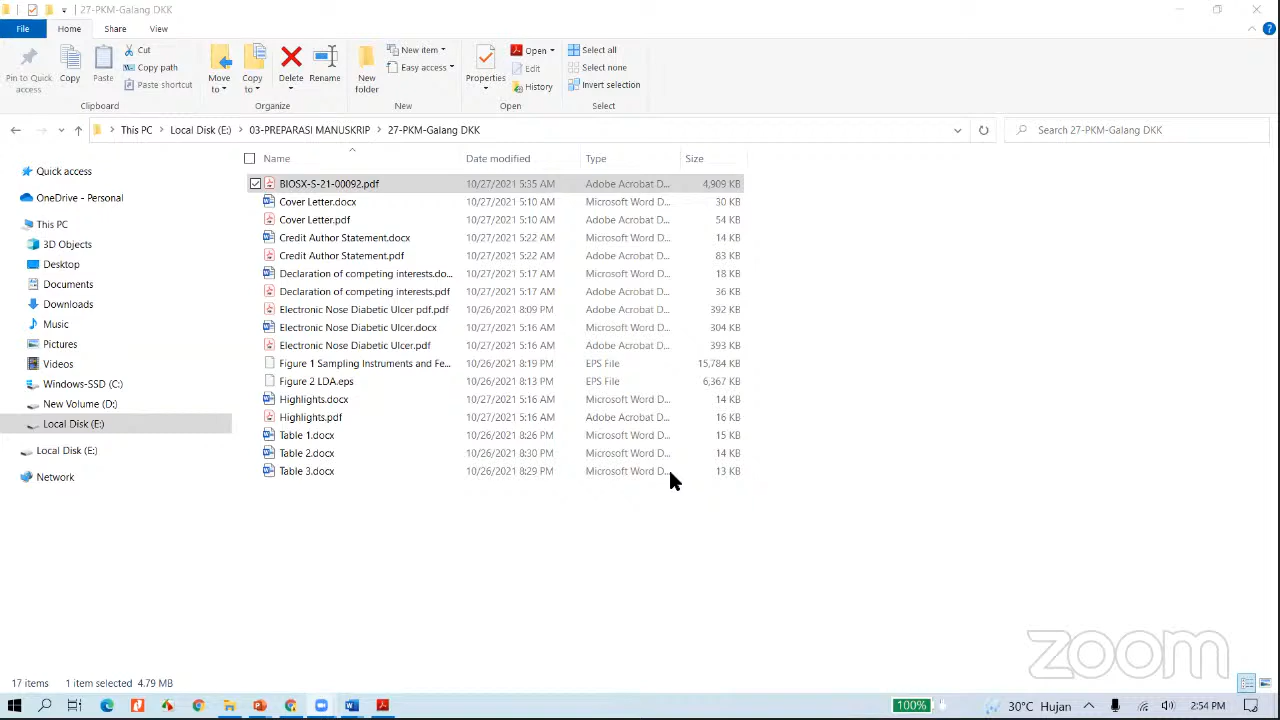 27-PKM-Galang DKK
File Home Share View
Pin to Quick access
Copy
Paste
Cut
Copy path
Paste shortcut
Clipboard
Move to
Copy to
Delete
Rename
Organize
New folder
New item
Easy access
New
Properties
Open
Edit
History
Open
Select all
Select none
Invert selection
Select
This PC Local Disk (E:) 03-PREPARASI MANUSKRIP 27-PKM-Galang DKK
Search 27-PKM-Galang DKK
Quick access
OneDrive - Personal
This PC
3D Objects
Desktop
Documents
Downloads
Music
Pictures
Videos
Windows-SSD (C:)
New Volume (D:)
Local Disk (E:)
Local Disk (E:)
Network
Name Date modified Type Size
BIOSX-S-21-00092.pdf 10/27/2021 5:35 AM Adobe Acrobat D... 4,909 KB
Cover Letter.docx 10/27/2021 5:10 AM Microsoft Word D... 30 KB
Cover Letter.pdf 10/27/2021 5:10 AM Adobe Acrobat D... 54 KB
Credit Author Statement.docx 10/27/2021 5:22 AM Microsoft Word D... 14 KB
Credit Author Statement.pdf 10/27/2021 5:22 AM Adobe Acrobat D... 83 KB
Declaration of competing interests.do... 10/27/2021 5:17 AM Microsoft Word D... 18 KB
Declaration of competing interests.pdf 10/27/2021 5:17 AM Adobe Acrobat D... 36 KB
Electronic Nose Diabetic Ulcer pdf.pdf 10/26/2021 8:09 PM Adobe Acrobat D... 392 KB
Electronic Nose Diabetic Ulcer.docx 10/27/2021 5:16 AM Microsoft Word D... 304 KB
Electronic Nose Diabetic Ulcer.pdf 10/27/2021 5:16 AM Adobe Acrobat D... 393 KB
Figure 1 Sampling Instruments and Fe... 10/26/2021 8:19 PM EPS File 15,784 KB
Figure 2 LDA.eps 10/26/2021 8:13 PM EPS File 6,367 KB
Highlights.docx 10/27/2021 5:16 AM Microsoft Word D... 14 KB
Highlights.pdf 10/27/2021 5:16 AM Adobe Acrobat D... 16 KB
Table 1.docx 10/26/2021 8:26 PM Microsoft Word D... 15 KB
Table 2.docx 10/26/2021 8:30 PM Microsoft Word D... 14 KB
Table 3.docx 10/26/2021 8:29 PM Microsoft Word D... 13 KB
zoom
17 items 1 item selected 4.79 MB
100% 30°C Hujan 2:54 PM